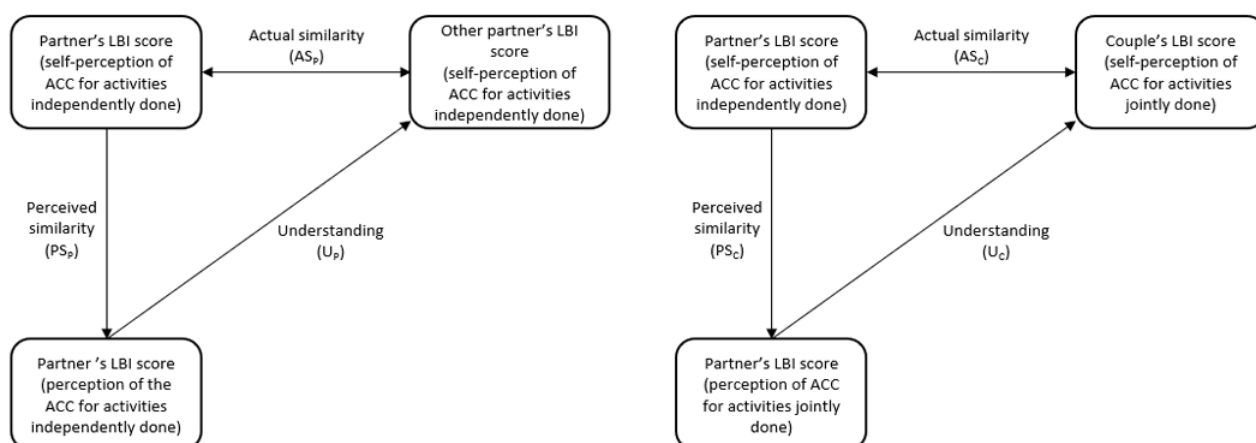 Partner's LBI score
(self-perception of
ACC for activities
independently done)
Actual similarity
(ASₚ)
Other partner's LBI
score
(self-perception of
ACC for activities
independently done)
Perceived
similarity
(PSₚ)
Understanding
(Uₚ)
Partner 's LBI score
(perception of the
ACC for activities
independently done)
Partner's LBI score
(self-perception of
ACC for activities
independently done)
Actual similarity
(AS_C)
Couple's LBI score
(self-perception of
ACC for activities
jointly done)
Perceived
similarity
(PS_C)
Understanding
(U_C)
Partner's LBI score
(perception of ACC
for activities jointly
done)